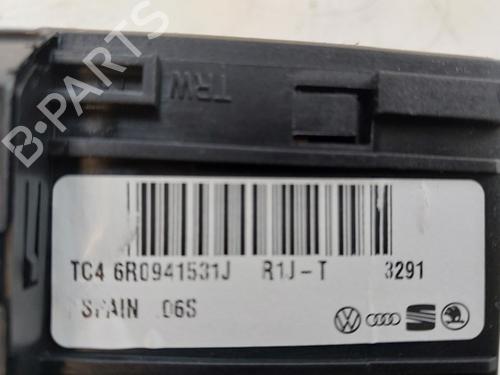 TRW
B-PARTS
TC4 6R0941531J R1J-T 3291
SPAIN 06S